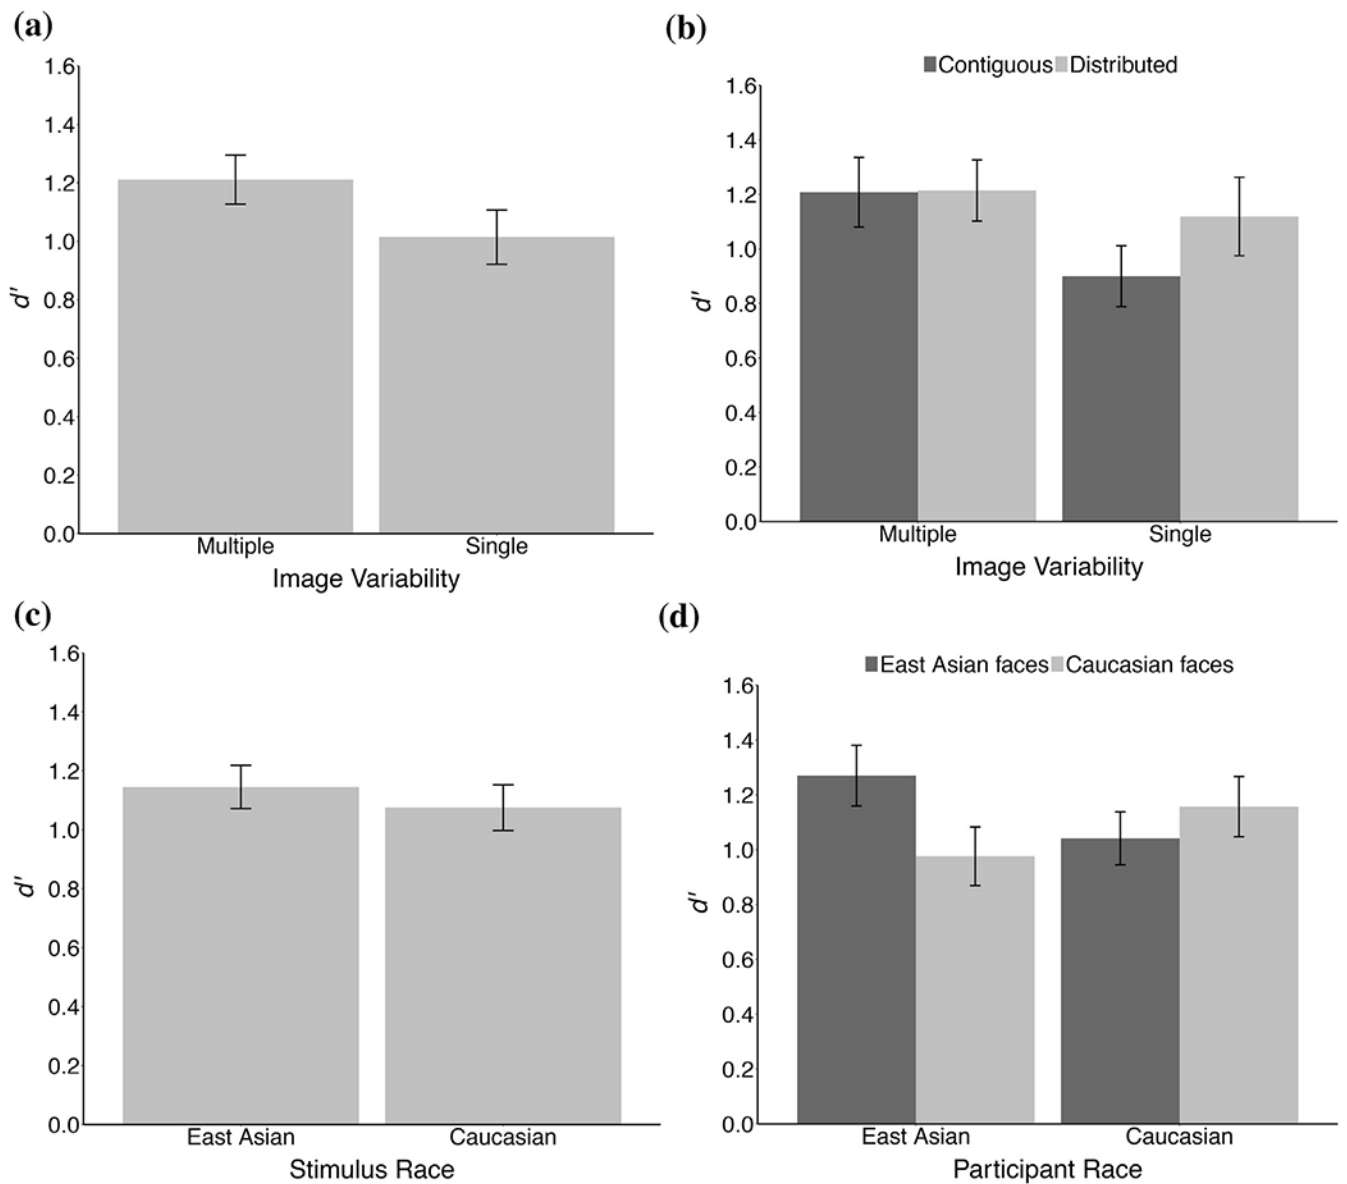 (a)
1.6
1.4
1.2
1.0
0.8
0.6
0.4
0.2
0.0
d'
Multiple Single
Image Variability
(b)
Contiguous Distributed
1.6
1.4
1.2
1.0
0.8
0.6
0.4
0.2
0.0
d'
Multiple Single
Image Variability
(c)
1.6
1.4
1.2
1.0
0.8
0.6
0.4
0.2
0.0
d'
East Asian Caucasian
Stimulus Race
(d)
East Asian faces Caucasian faces
1.6
1.4
1.2
1.0
0.8
0.6
0.4
0.2
0.0
d'
East Asian Caucasian
Participant Race